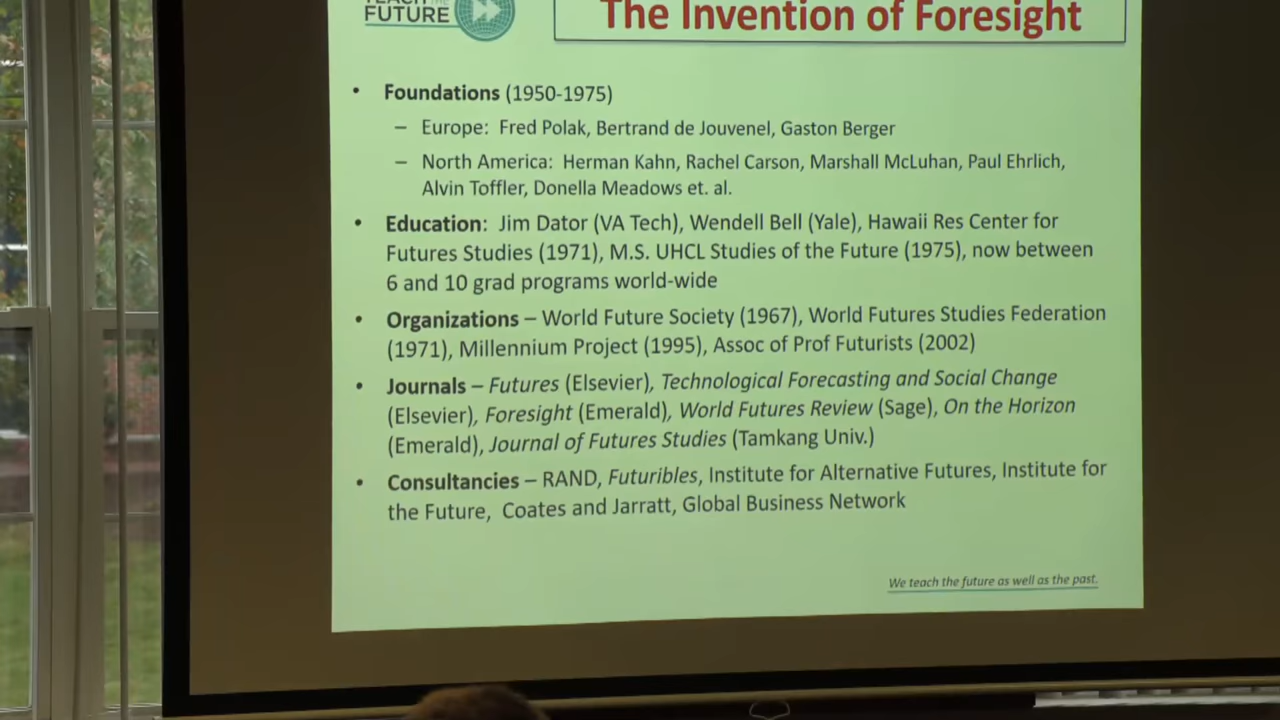 FUTURE
The Invention of Foresight
• Foundations (1950-1975)
– Europe: Fred Polak, Bertrand de Jouvenel, Gaston Berger
– North America: Herman Kahn, Rachel Carson, Marshall McLuhan, Paul Ehrlich,
Alvin Toffler, Donella Meadows et. al.
• Education: Jim Dator (VA Tech), Wendell Bell (Yale), Hawaii Res Center for
Futures Studies (1971), M.S. UHCL Studies of the Future (1975), now between
6 and 10 grad programs world-wide
• Organizations – World Future Society (1967), World Futures Studies Federation
(1971), Millennium Project (1995), Assoc of Prof Futurists (2002)
• Journals – Futures (Elsevier), Technological Forecasting and Social Change
(Elsevier), Foresight (Emerald), World Futures Review (Sage), On the Horizon
(Emerald), Journal of Futures Studies (Tamkang Univ.)
• Consultancies – RAND, Futuribles, Institute for Alternative Futures, Institute for
the Future, Coates and Jarratt, Global Business Network
We teach the future as well as the past.